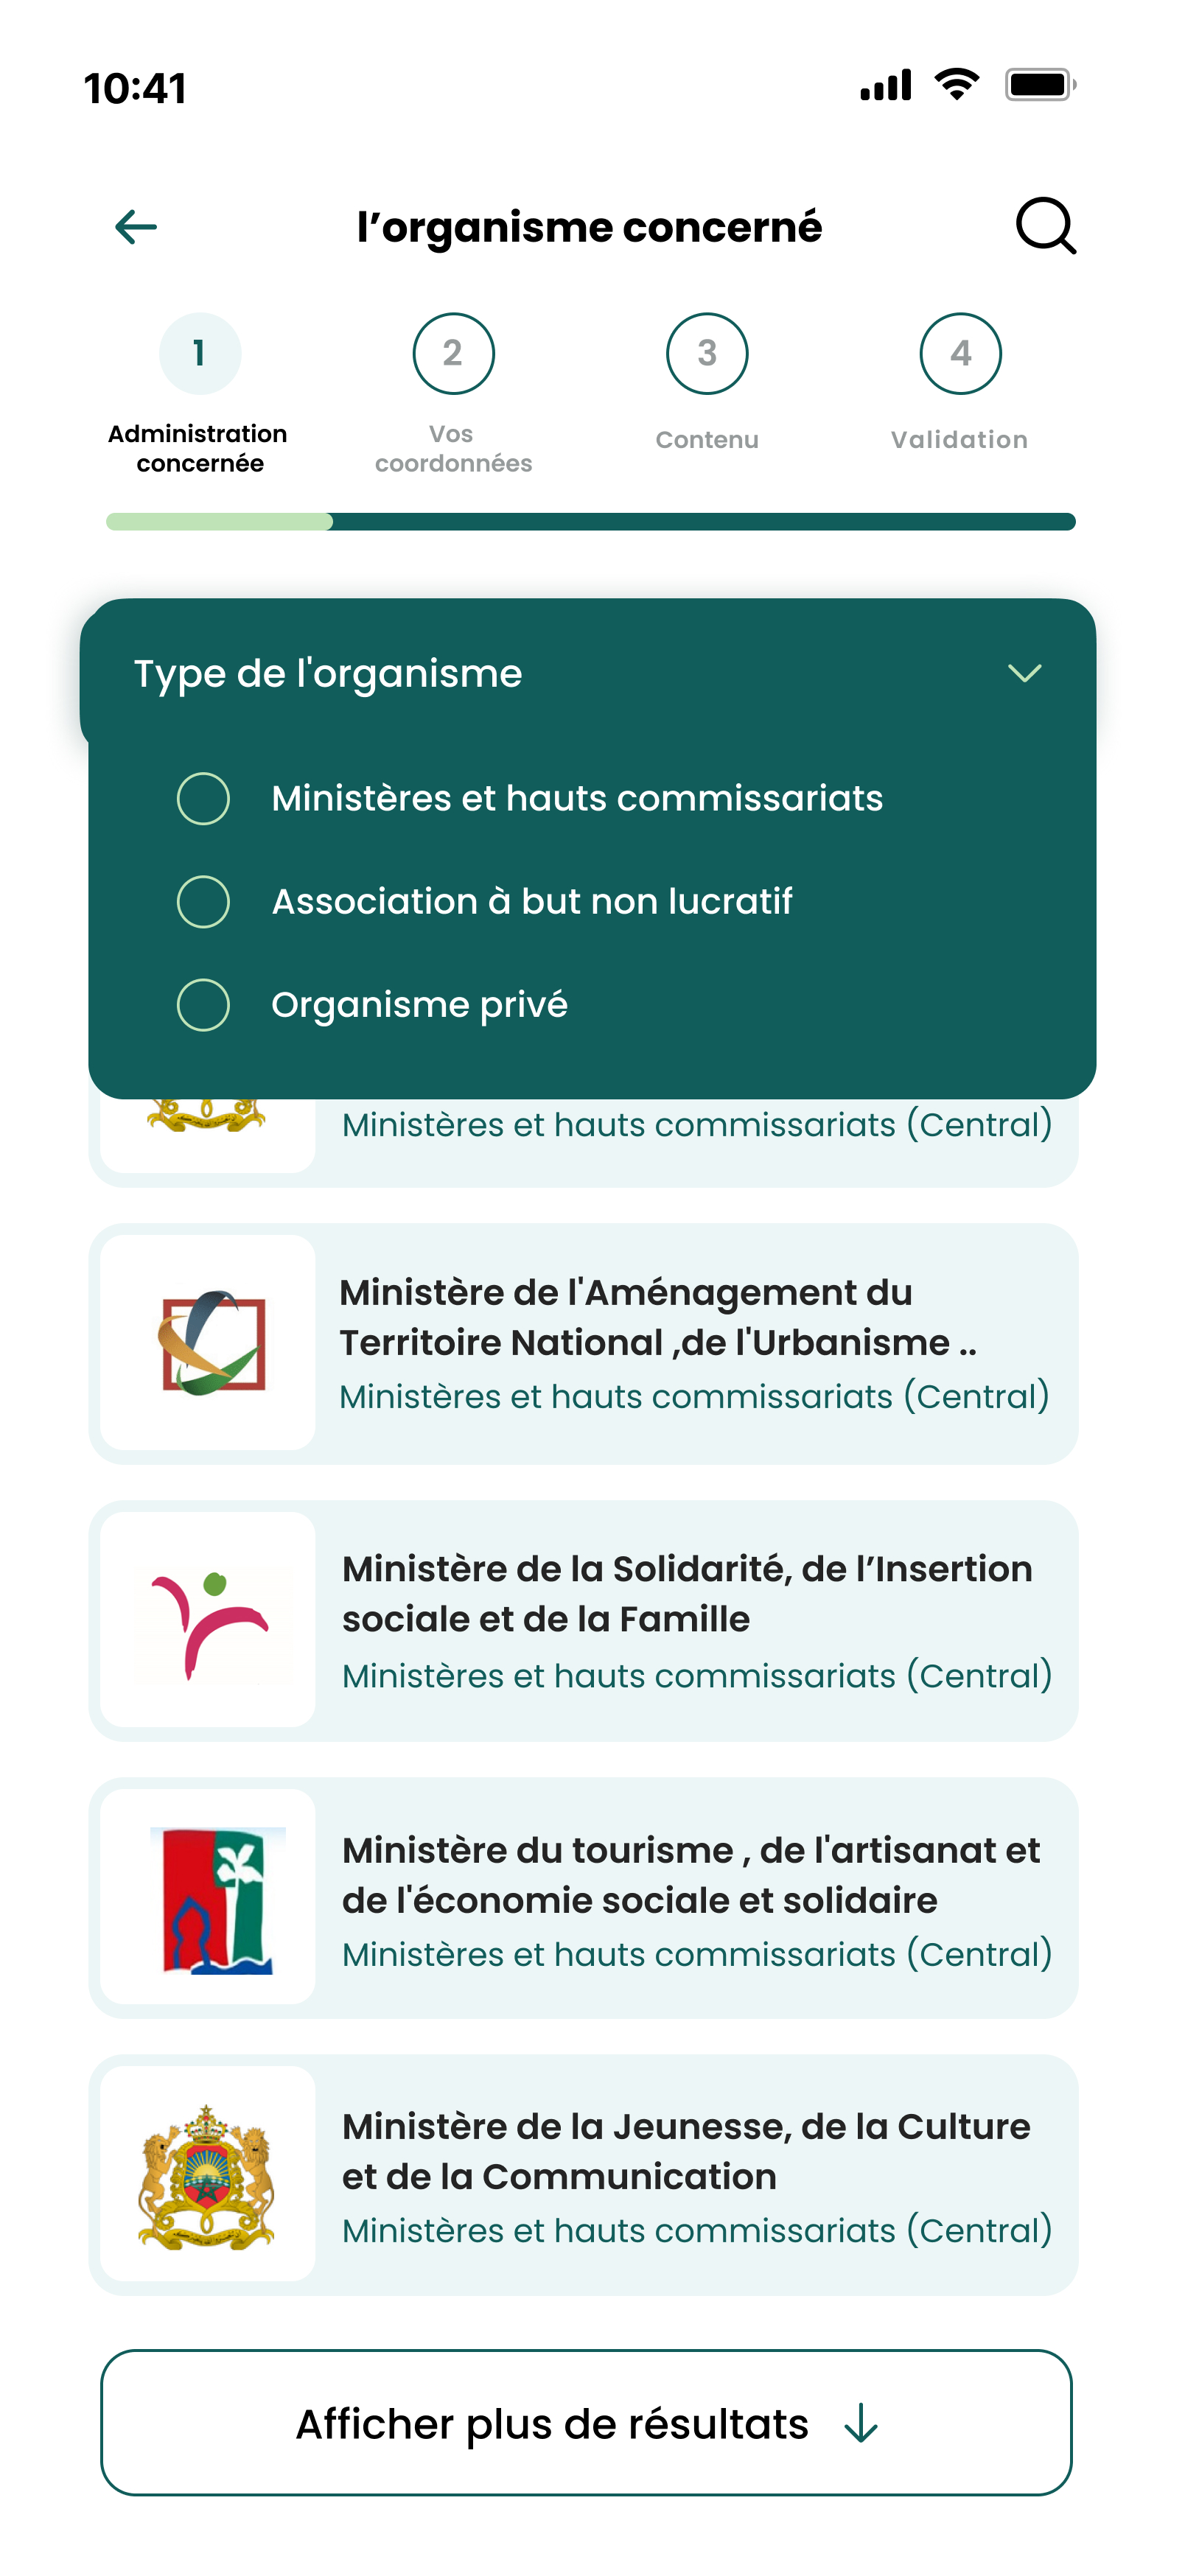 10:41
l’organisme concerné
1
2
3
4
Administration
concernée
Vos
coordonnées
Contenu
Validation
Type de l'organisme
Ministères et hauts commissariats
Association à but non lucratif
Organisme privé
Ministères et hauts commissariats (Central)
Ministère de l'Aménagement du
Territoire National ,de l'Urbanisme ..
Ministères et hauts commissariats (Central)
Ministère de la Solidarité, de l’Insertion
sociale et de la Famille
Ministères et hauts commissariats (Central)
Ministère du tourisme , de l'artisanat et
de l'économie sociale et solidaire
Ministères et hauts commissariats (Central)
Ministère de la Jeunesse, de la Culture
et de la Communication
Ministères et hauts commissariats (Central)
Afficher plus de résultats